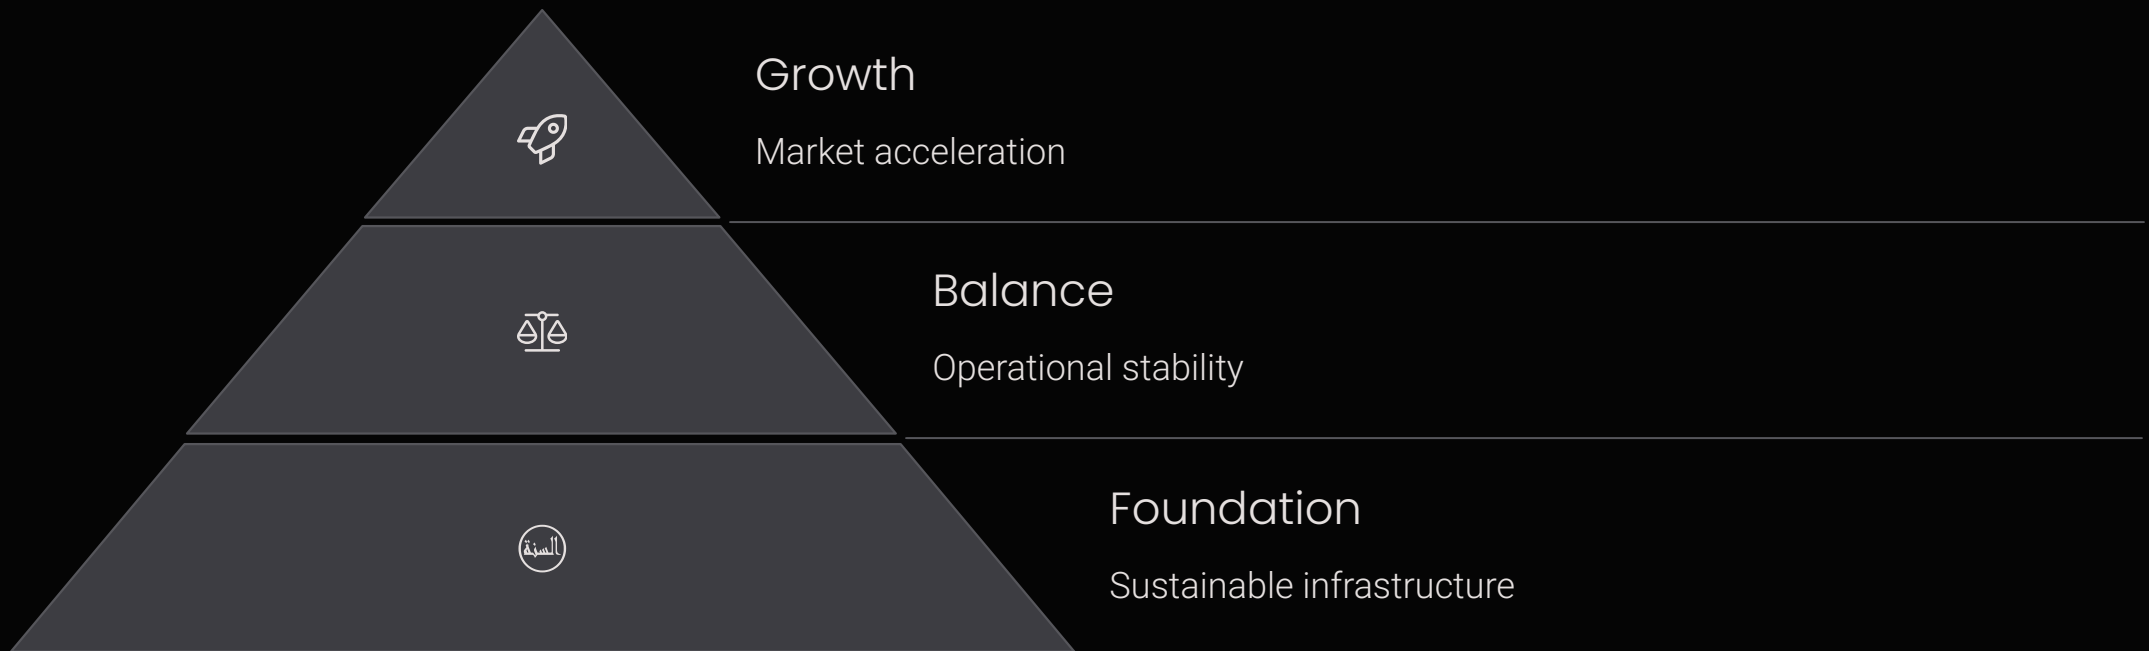 Growth
Market acceleration
Balance
Operational stability
السنة
Foundation
Sustainable infrastructure